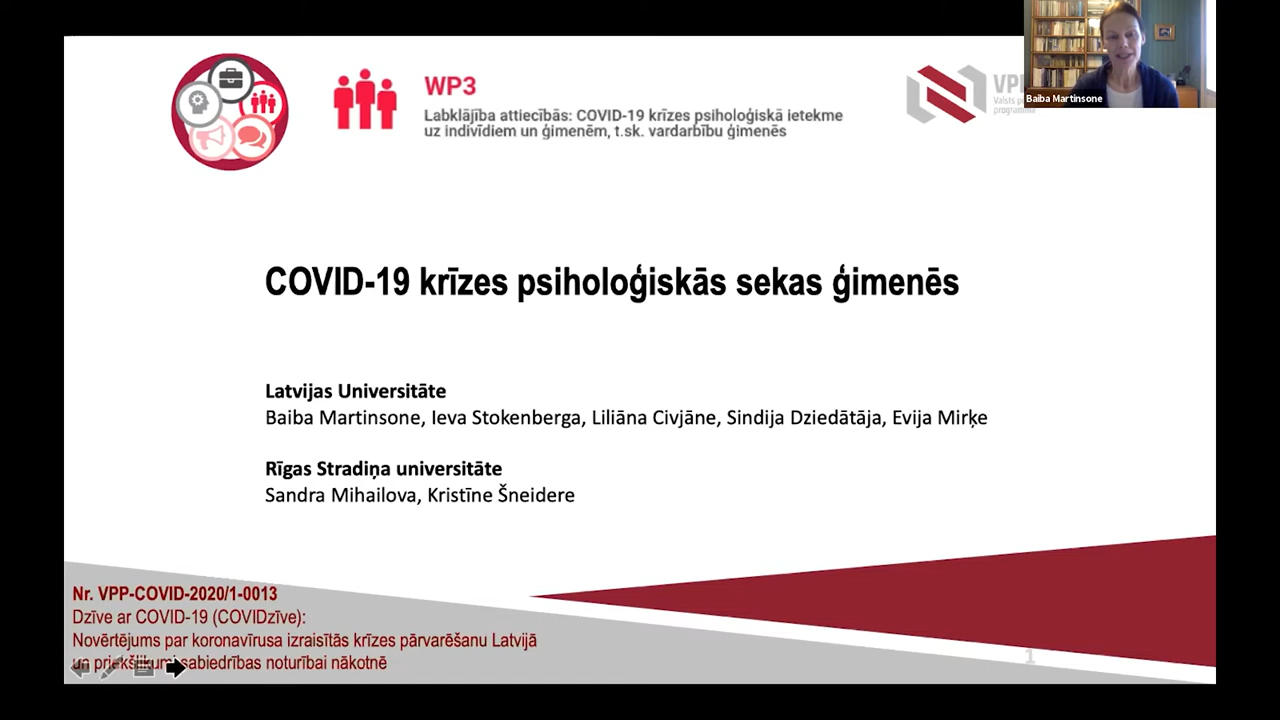 WP3
Labklājība attiecībās: COVID-19 krīzes psiholoģiskā ietekme
uz indivīdiem un ģimenēm, t.sk. vardarbību ģimenēs
Valsts
Baiba Martinsone
COVID-19 krīzes psiholoģiskās sekas ģimenēs
Latvijas Universitāte
Baiba Martinsone, Ieva Stokenberga, Liliāna Civjāne, Sindija Dziedātāja, Evija Mirķe
Rīgas Stradiņa universitāte
Sandra Mihailova, Kristīne Šneidere
Nr. VPP-COVID-2020/1-0013
Dzīve ar COVID-19 (COVIDzīve):
Novērtējums par koronavīrusa izraisītās krīzes pārvarēšanu Latvijā
un priekšlikumi sabiedrības noturībai nākotnē
1